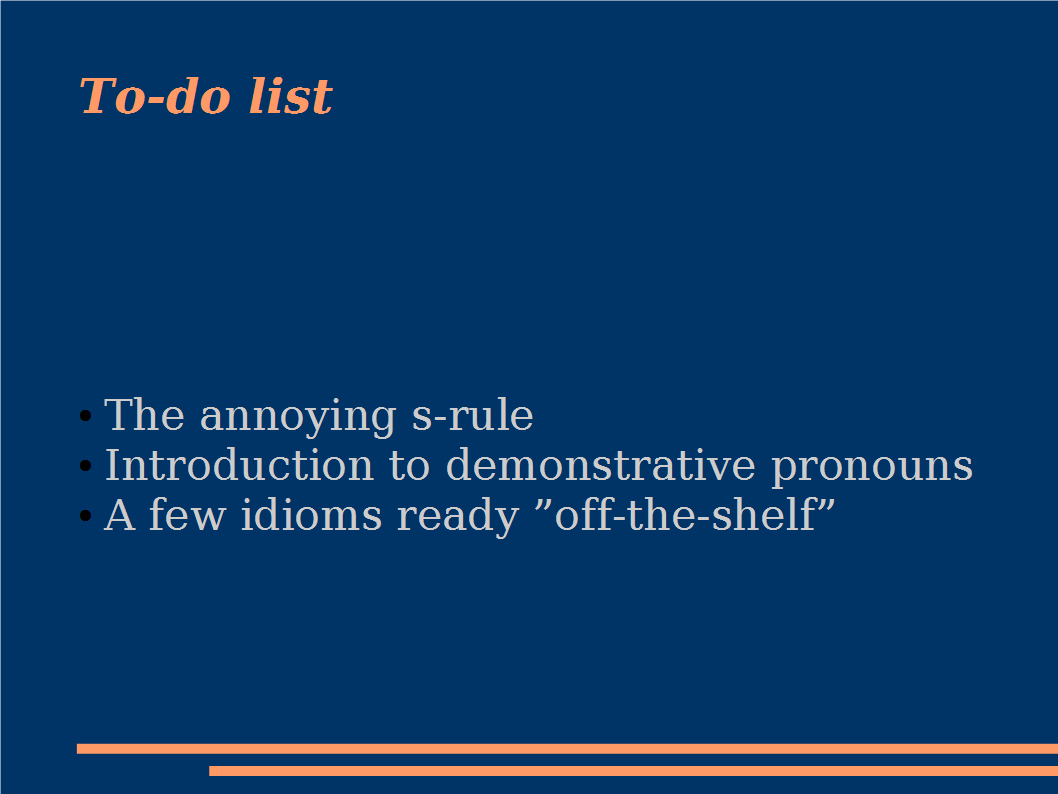 To-do list
• The annoying s-rule
• Introduction to demonstrative pronouns
• A few idioms ready ”off-the-shelf”